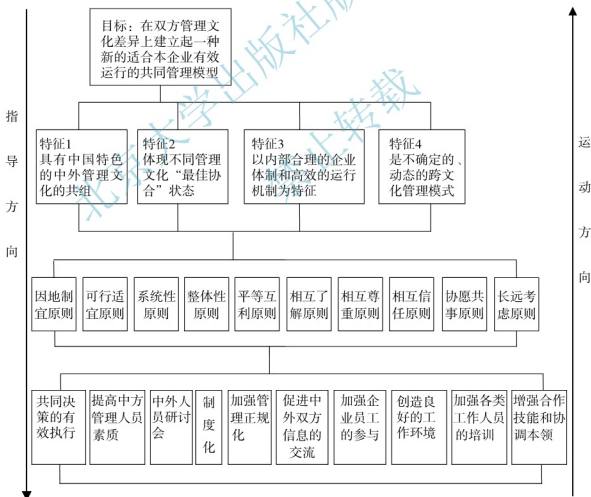 目标：在双方管理文
化差异上建立起一种
新的适合本企业有效
运行的共同管理模型
指
导
方
向
运
动
方
向
特征1
具有中国特色
的中外管理文
化的共组
特征2
体现不同管理
文化“最佳协
合”状态
特征3
以内部合理的企业
体制和高效的运行
机制为特征
特征4
是不确定的、
动态的跨文
化管理模式
因地制
宜原则
可行适
宜原则
系统性
原则
整体性
原则
平等互
利原则
相互了
解原则
相互尊
重原则
相互信
任原则
协愿共
事原则
长远考
虑原则
共同决
策的有
效执行
提高中方
管理人员
素质
中外人
员研讨
会
制
度
化
加强管
理正规
化
促进中
外双方
信息的
交流
加强企
业员工
的参与
创造良
好的工
作环境
加强各类
工作人员
的培训
增强合作
技能和协
调本领
北京大学出版社版
禁止转载